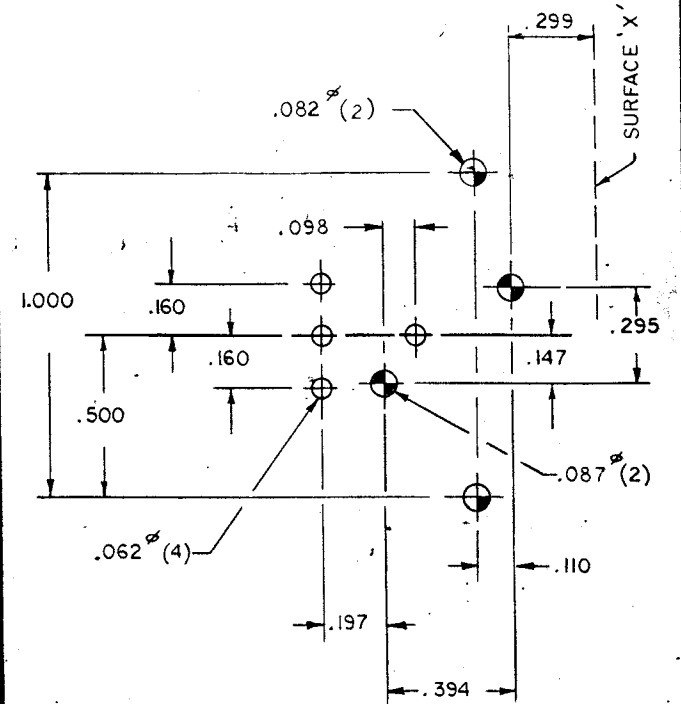 .299
SURFACE 'X'
.082 ø (2)
.098
1.000
.160
.295
.160
.147
.500
.087 ø (2)
.062 ø (4)
.110
.197
.394